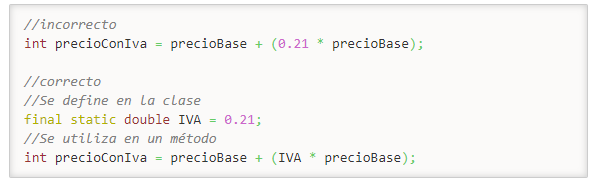 //incorrecto
int precioConIva = precioBase + (0.21 * precioBase);
//correcto
//Se define en la clase
final static double IVA = 0.21;
//Se utiliza en un método
int precioConIva = precioBase + (IVA * precioBase);